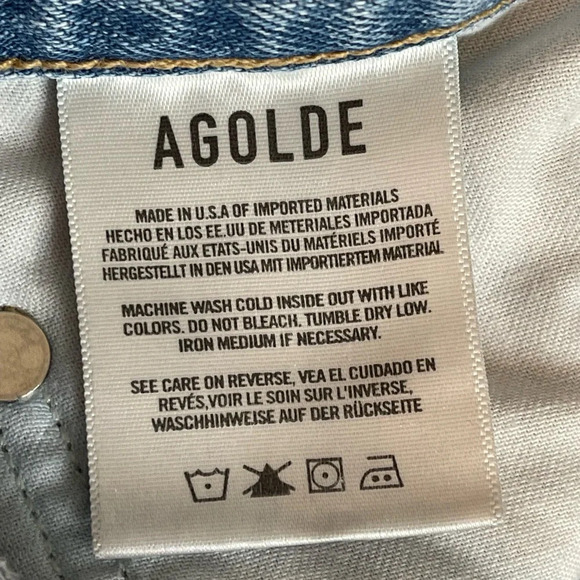 AGOLDE
MADE IN U.S.A OF IMPORTED MATERIALS
HECHO EN LOS EE.UU DE METERIALES IMPORTADA
FABRIQUÉ AUX ETATS-UNIS DU MATÉRIELS IMPORTÉ
HERGESTELLT IN DEN USA MIT IMPORTIERTEM MATERIAL
MACHINE WASH COLD INSIDE OUT WITH LIKE
COLORS. DO NOT BLEACH. TUMBLE DRY LOW.
IRON MEDIUM IF NECESSARY.
SEE CARE ON REVERSE, VEA EL CUIDADO EN
REVÉS,VOIR LE SOIN SUR L'INVERSE,
WASCHHINWEISE AUF DER RÜCKSEITE